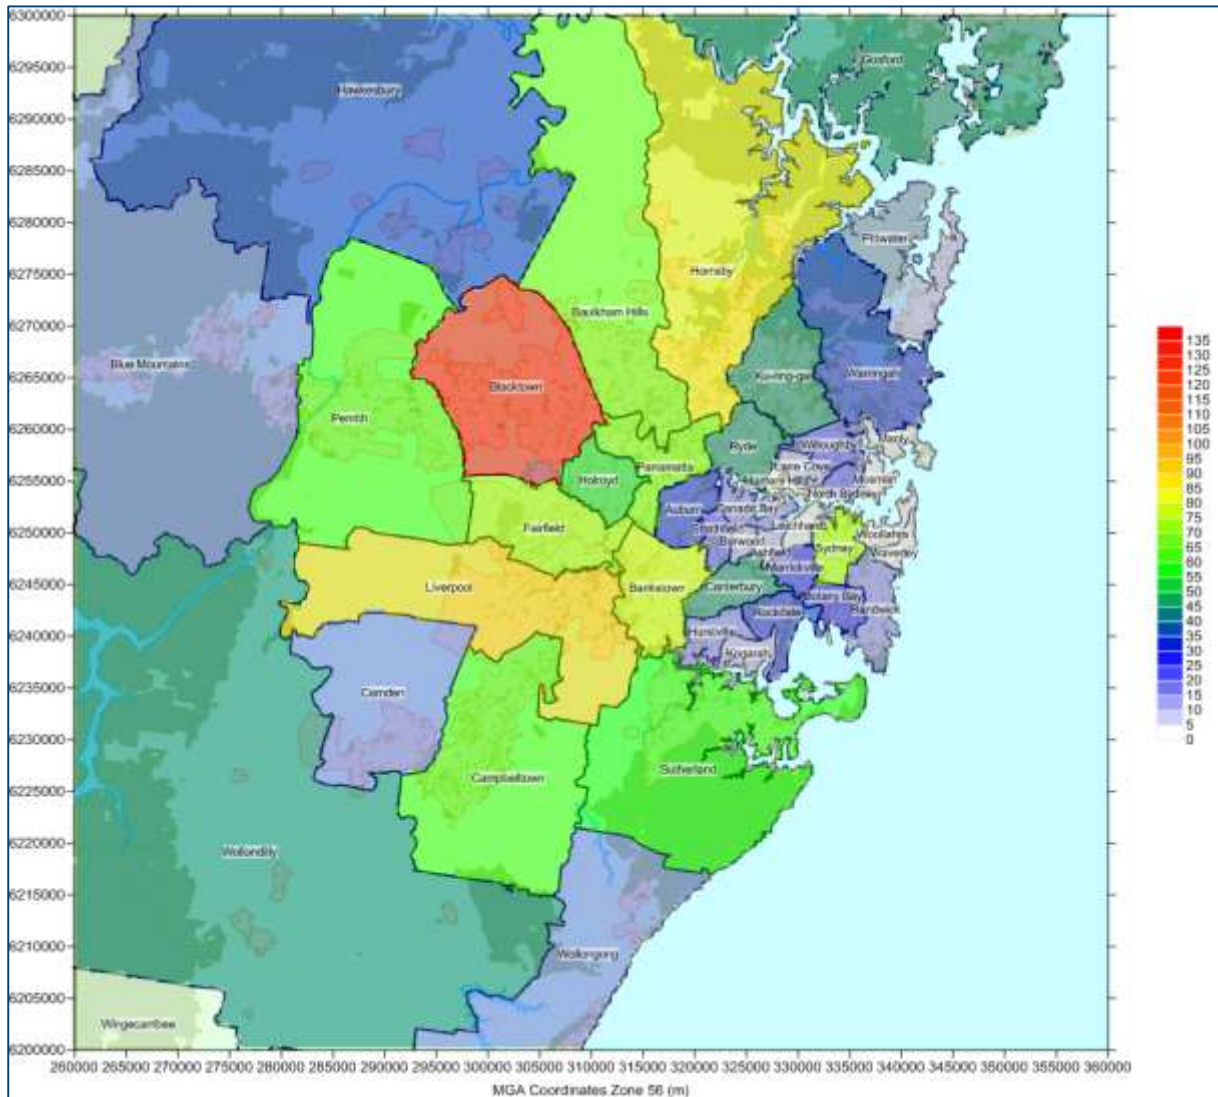 6300000
6295000
6290000
6285000
6280000
6275000
6270000
6265000
6260000
6255000
6250000
6245000
6240000
6235000
6230000
6225000
6220000
6215000
6210000
6205000
6200000
Gosford
Hawkesbury
Pittwater
Hornsby
Baulkham Hills
Blue Mountains
Ku-ring-gai
Warringah
Blacktown
Penrith
Ryde
Willoughby
Manly
Parramatta
Lane Cove
Holroyd
Hunters Hill
Mosman
North Sydney
Auburn
Canada Bay
Fairfield
Strathfield
Leichhardt
Woollahra
Burwood
Ashfield
Sydney
Waverley
Marrickville
Liverpool
Bankstown
Canterbury
Botany Bay
Rockdale
Randwick
Hurstville
Kogarah
Camden
Campbelltown
Sutherland
Wollondilly
Wollongong
Wingecarribee
135
130
125
120
115
110
105
100
95
90
85
80
75
70
65
60
55
50
45
40
35
30
25
20
15
10
5
0
260000 265000 270000 275000 280000 285000 290000 295000 300000 305000 310000 315000 320000 325000 330000 335000 340000 345000 350000 355000 360000
MGA Coordinates Zone 56 (m)